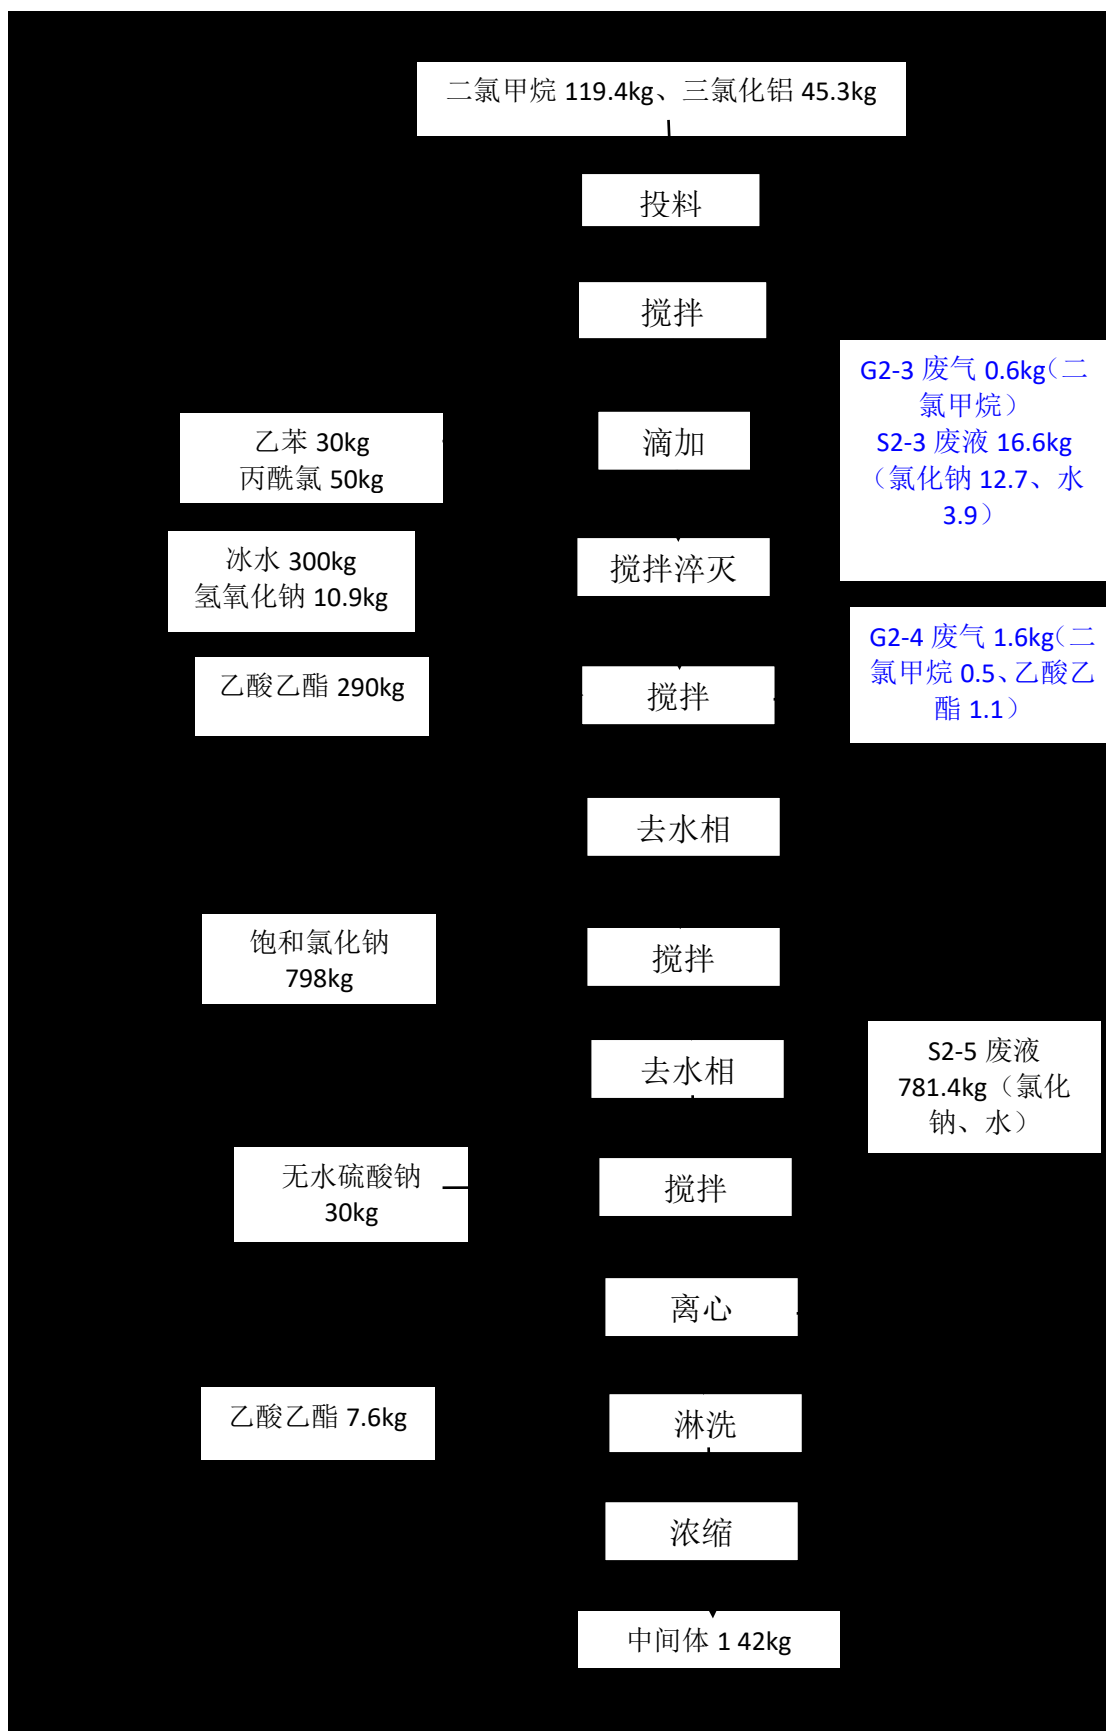 二氯甲烷 119.4kg、三氯化铝 45.3kg
投料
搅拌
G2-3 废气 0.6kg（二
氯甲烷）
S2-3 废液 16.6kg
（氯化钠 12.7、水
3.9）
乙苯 30kg
丙酰氯 50kg
滴加
冰水 300kg
氢氧化钠 10.9kg
搅拌淬灭
G2-4 废气 1.6kg（二
氯甲烷 0.5、乙酸乙
酯 1.1）
乙酸乙酯 290kg
搅拌
去水相
饱和氯化钠
798kg
搅拌
去水相
S2-5 废液
781.4kg（氯化
钠、水）
无水硫酸钠
30kg
搅拌
离心
乙酸乙酯 7.6kg
淋洗
浓缩
中间体 1 42kg